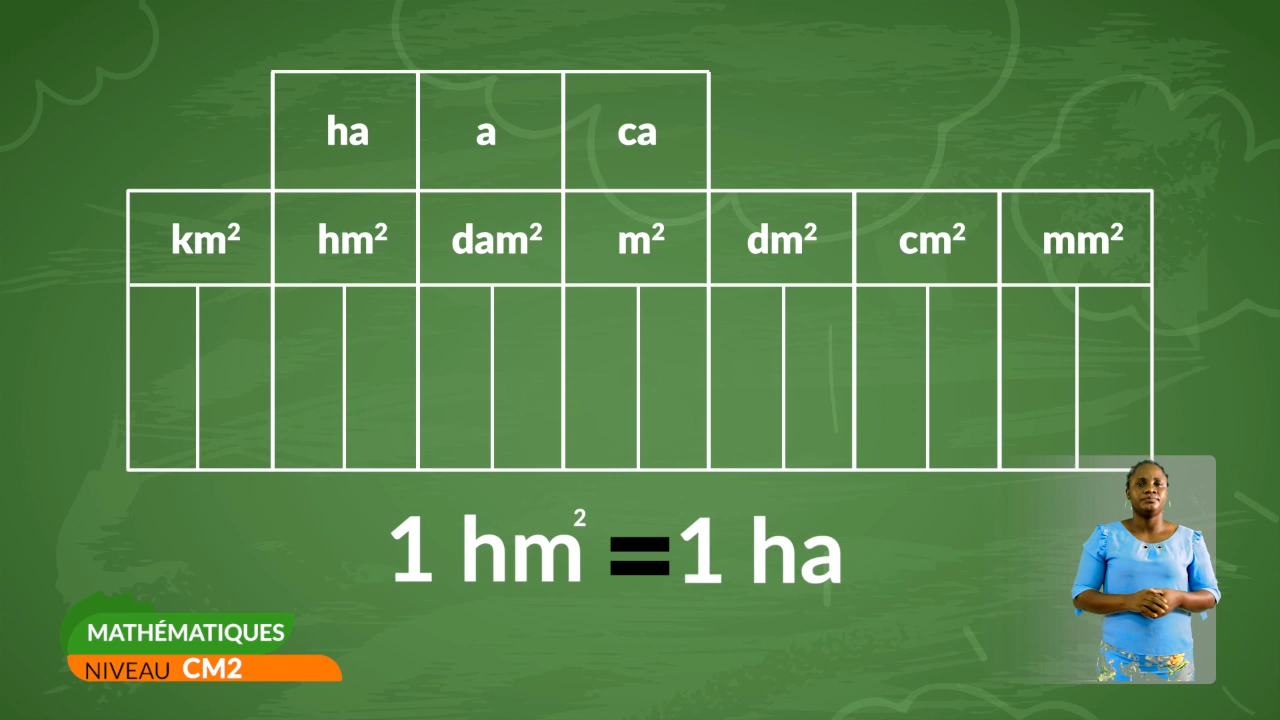 ha a ca
km² hm² dam² m² dm² cm² mm²
1 hm² = 1 ha
MATHÉMATIQUES
NIVEAU CM2